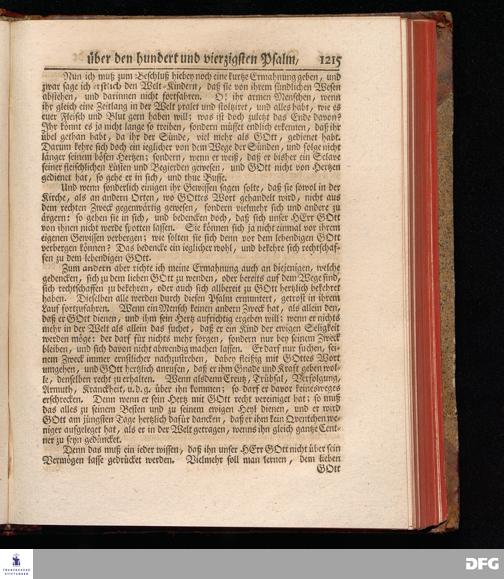 über den hundert und vierzigsten Psalm, 1215
Nun ich muß zum Beschluß hiebey noch eine kurtze Ermahnung geben, und
zwar sage ich erstlich den Welt-Kindern, daß sie von ihrem sündlichen Wesen
abstehen, und darinnen nicht fortfahren. O! ihr armen Menschen, wenn
ihr gleich eine Zeitlang in der Welt pralet und stoltziret, und alles habt, wie es
euer Fleisch und Blut gern haben will: was ist doch zuletzt das Ende davon?
Ihr könnt es ja nicht lange so treiben, sondern müsset endlich erkennten, daß ihr
übel gethan habt, da ihr der Sünde, viel mehr als GOtt, gedienet habt.
Darum kehre sich doch ein ieglicher von dem Wege der Sünden, und folge nicht
länger seinem bösen Hertzen; sondern, wenn er weiß, daß er bisher ein Sclave
seiner fleischlichen Lüsten und Begierden gewesen, und GOtt nicht von Hertzen
gedienet hat, so gehe er in sich, und thue Busse.
Und wenn sonderlich einigen ihr Gewissen sagen solte, daß sie sowol in der
Kirche, als an andern Orten, wo GOttes Wort gehandelt wird, nicht aus
dem rechten Zweck gegenwärtig gewesen, sondern vielmehr sich und andere zu
ärgern: so gehen sie in sich, und bedencken doch, daß sich unser HErr GOtt
von ihnen nicht werde spotten lassen. Sie können sich ja nicht einmal vor ihrem
eigenen Gewissen verbergen; wie solten sie sich denn vor dem lebendigen GOtt
verbergen können? Das bedencke ein ieglicher wohl, und bekehre sich rechtschaf-
fen zu dem lebendigen GOtt.
Zum andern aber richte ich meine Ermahnung auch an diejenigen, welche
gedencken, sich zu dem lieben GOtt zu wenden, oder bereits auf dem Wege sind,
sich rechtschaffen zu bekehren, oder auch sich allbereit zu GOtt hertzlich bekehret
haben. Dieselben alle werden durch diesen Psalm ermuntert, getrost in ihrem
Lauf fortzufahren. Wenn ein Mensch keinen andern Zweck hat, als allein den,
daß er GOtt dienen, und ihm sein Hertz aufrichtig ergeben will: wenn er nichts
mehr in der Welt als allein das suchet, daß er ein Kind der ewigen Seligkeit
werden möge: der darf für nichts mehr sorgen, sondern nur bey seinem Zweck
bleiben, und sich davon nicht abwendig machen lassen. Er darf nur suchen, sei-
nem Zweck immer ernstlicher nachzustreben, dabey fleißig mit GOttes Wort
umgehen, und GOtt hertzlich anrufen, daß er ihm Gnade und Kraft geben wol-
le, denselben recht zu erhalten. Wenn alsdenn Creutz, Trübsal, Verfolgung,
Armuth, Kranckheit, u.d.g. über ihn kommen: so darf er davor keinesweges
erschrecken. Denn wenn er sein Hertz mit GOtt recht vereiniget hat: so muß
das alles zu seinem Besten und zu seinem ewigen Heyl dienen, und er wird
GOtt am jüngsten Tage hertzlich dafür dancken, daß er ihm kein Quentchen we-
niger aufgeleget hat, als er in der Welt getragen, wenns ihn gleich gantze Cent-
ner zu seyn gedüncket.
Denn das muß ein ieder wissen, daß ihn unser HErr GOtt nicht über sein
Vermögen lasse gedrücket werden. Vielmehr soll man lernen, dem lieben
GOtt
FRANCKESCHE
STIFTUNGEN
DFG